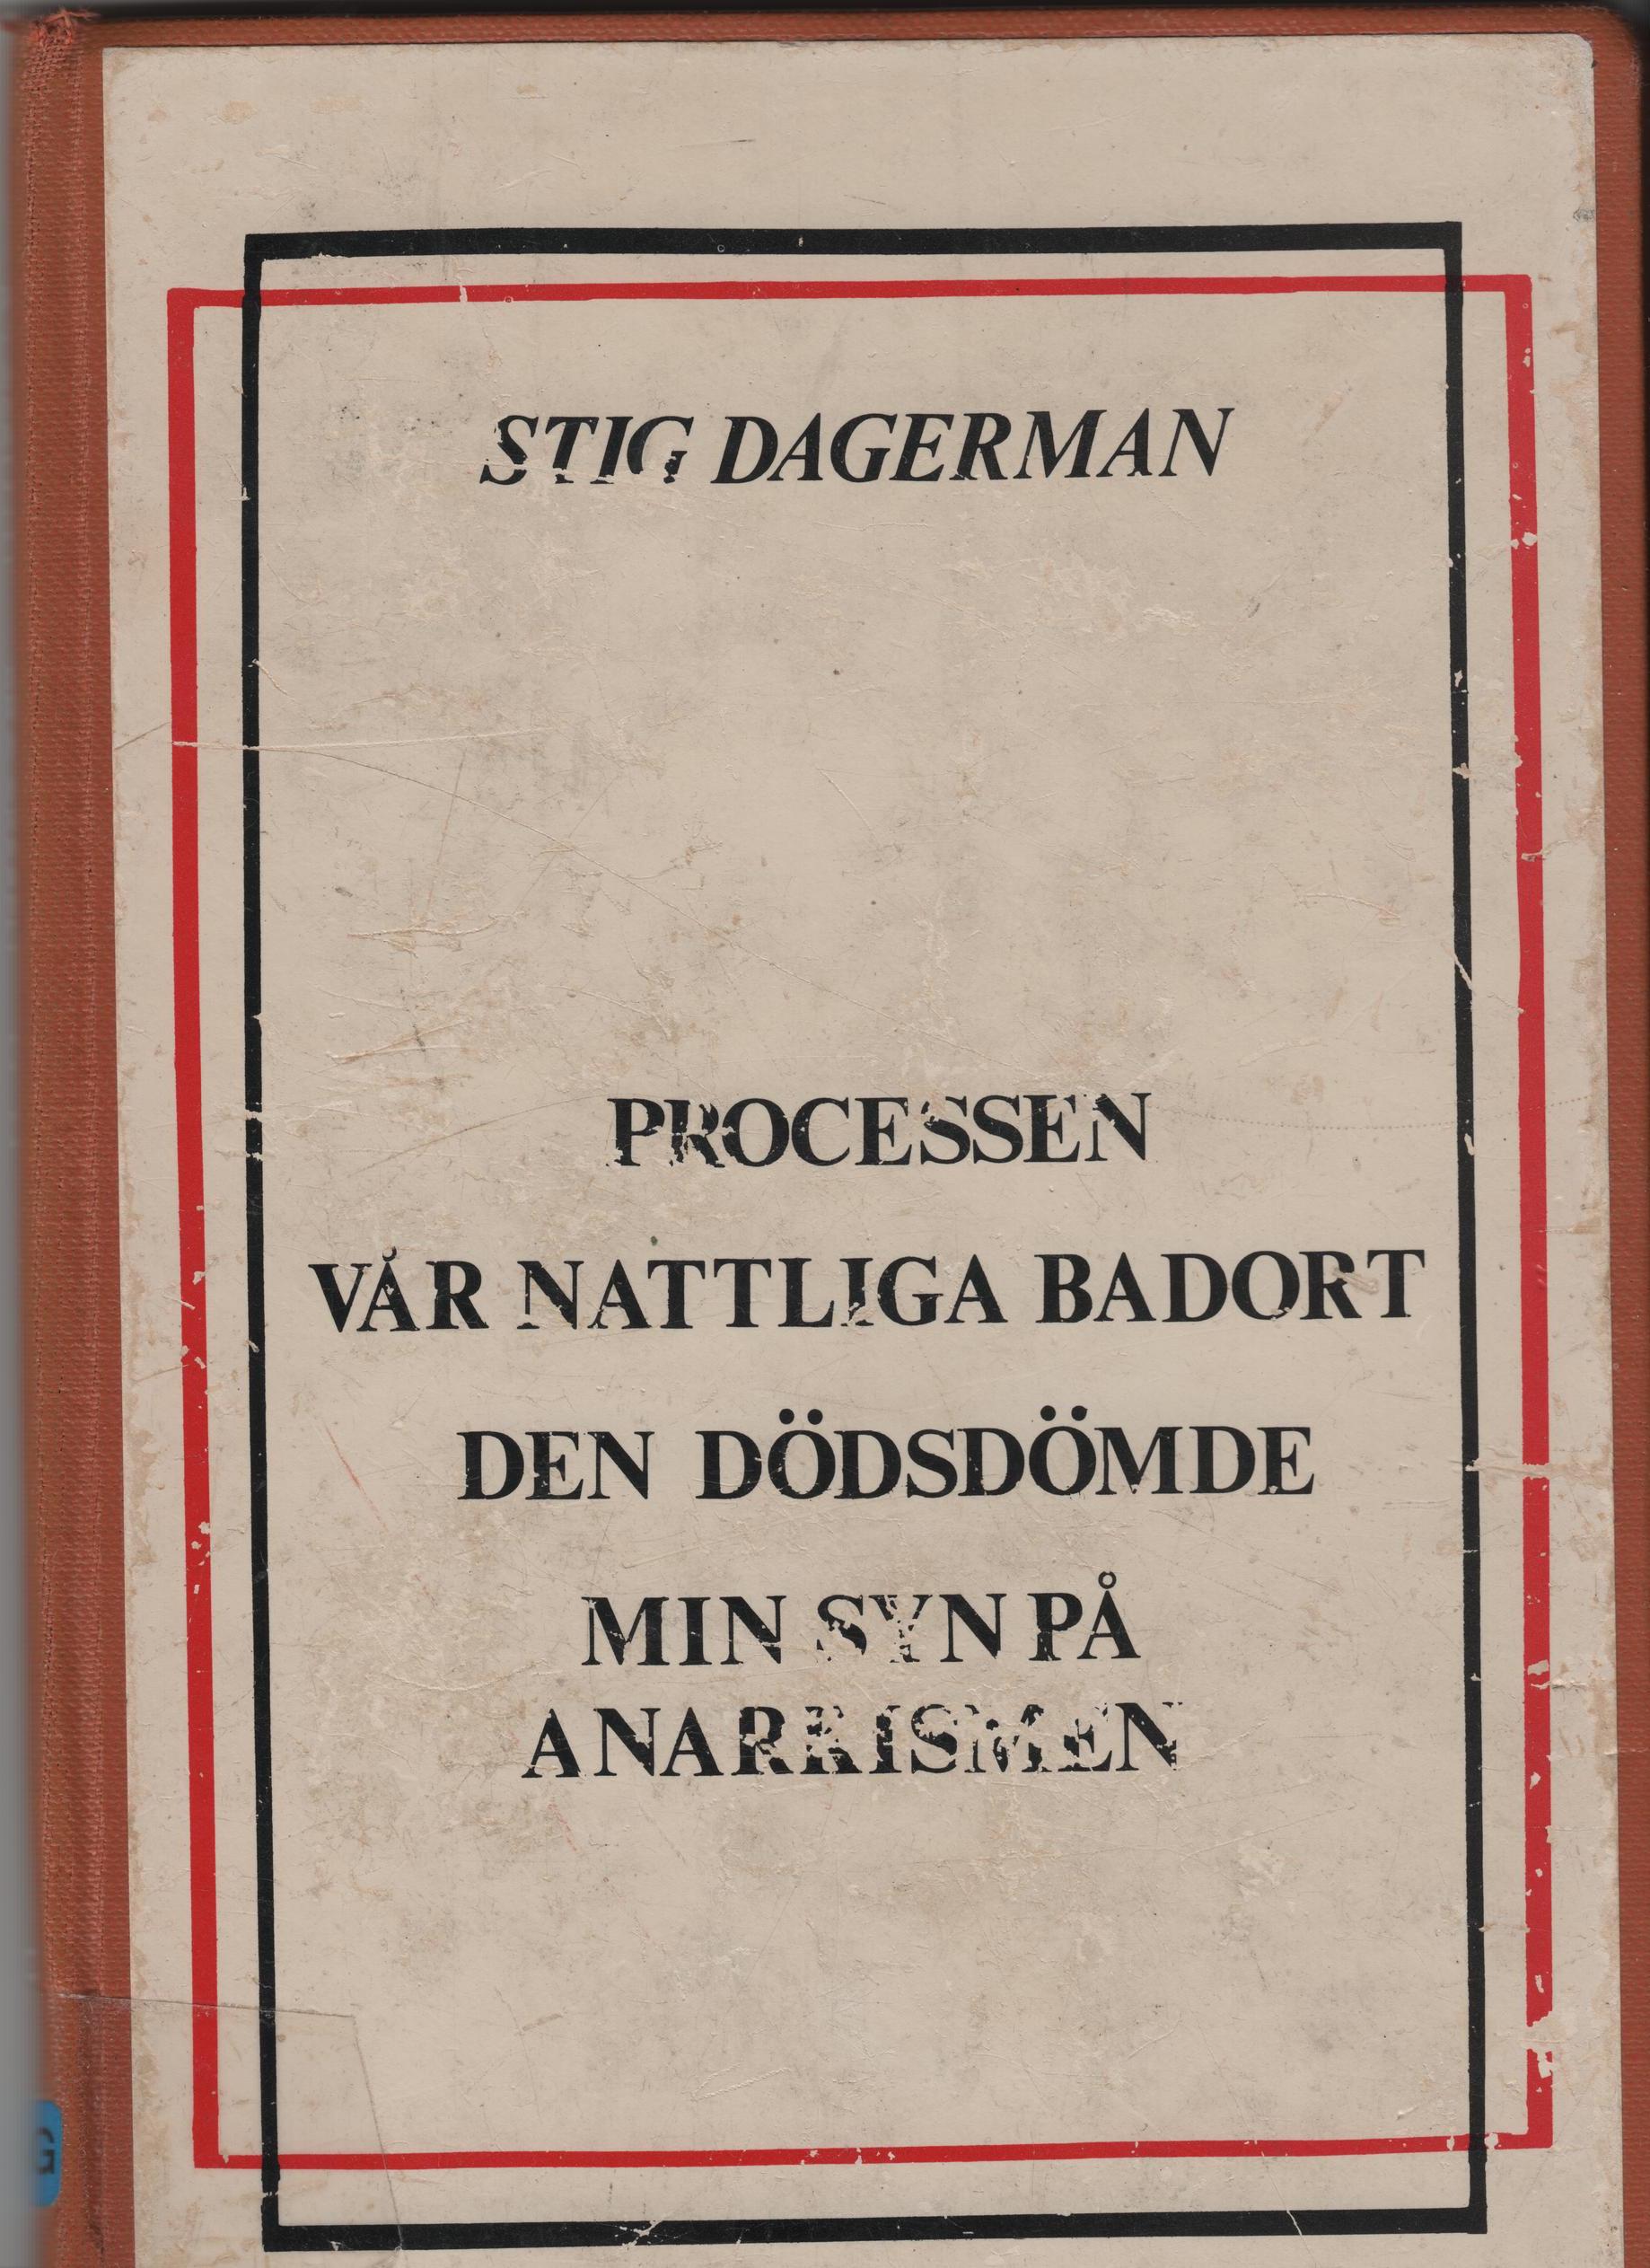 STIG DAGERMAN
PROCESSEN
VÅR NATTLIGA BADORT
DEN DÖDSDÖMDE
MIN SYN PÅ
ANARKISMEN